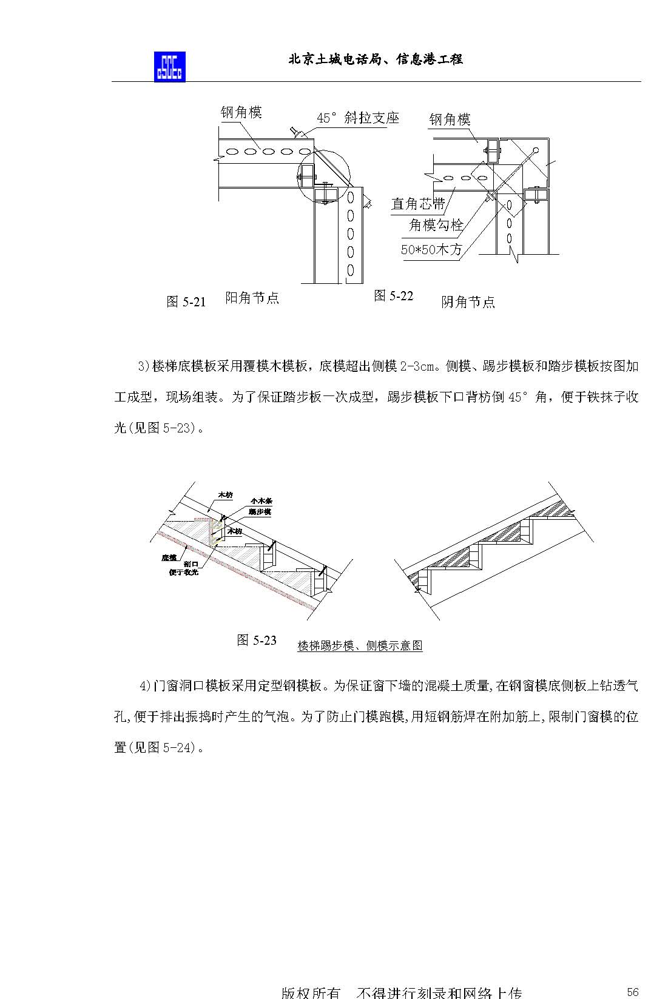 CSCEC
北京土城电话局、信息港工程
钢角模
45°斜拉支座
钢角模
直角芯带
角模勾栓
50*50木方
图 5-21
阳角节点
图 5-22
阴角节点
3)楼梯底模板采用覆模木模板，底模超出侧模 2-3cm。侧模、踢步模板和踏步模板按图加
工成型，现场组装。为了保证踏步板一次成型，踢步模板下口背枋倒 45°角，便于铁抹子收
光(见图 5-23)。
木枋
小木条
踢步模
木枋
底模
刮口
便于收光
图 5-23
楼梯踢步模、侧模示意图
4)门窗洞口模板采用定型钢模板。为保证窗下墙的混凝土质量,在钢窗模底侧板上钻透气
孔,便于排出振捣时产生的气泡。为了防止门模跑模,用短钢筋焊在附加筋上,限制门窗模的位
置(见图 5-24)。
版权所有　不得进行刻录和网络上传
56